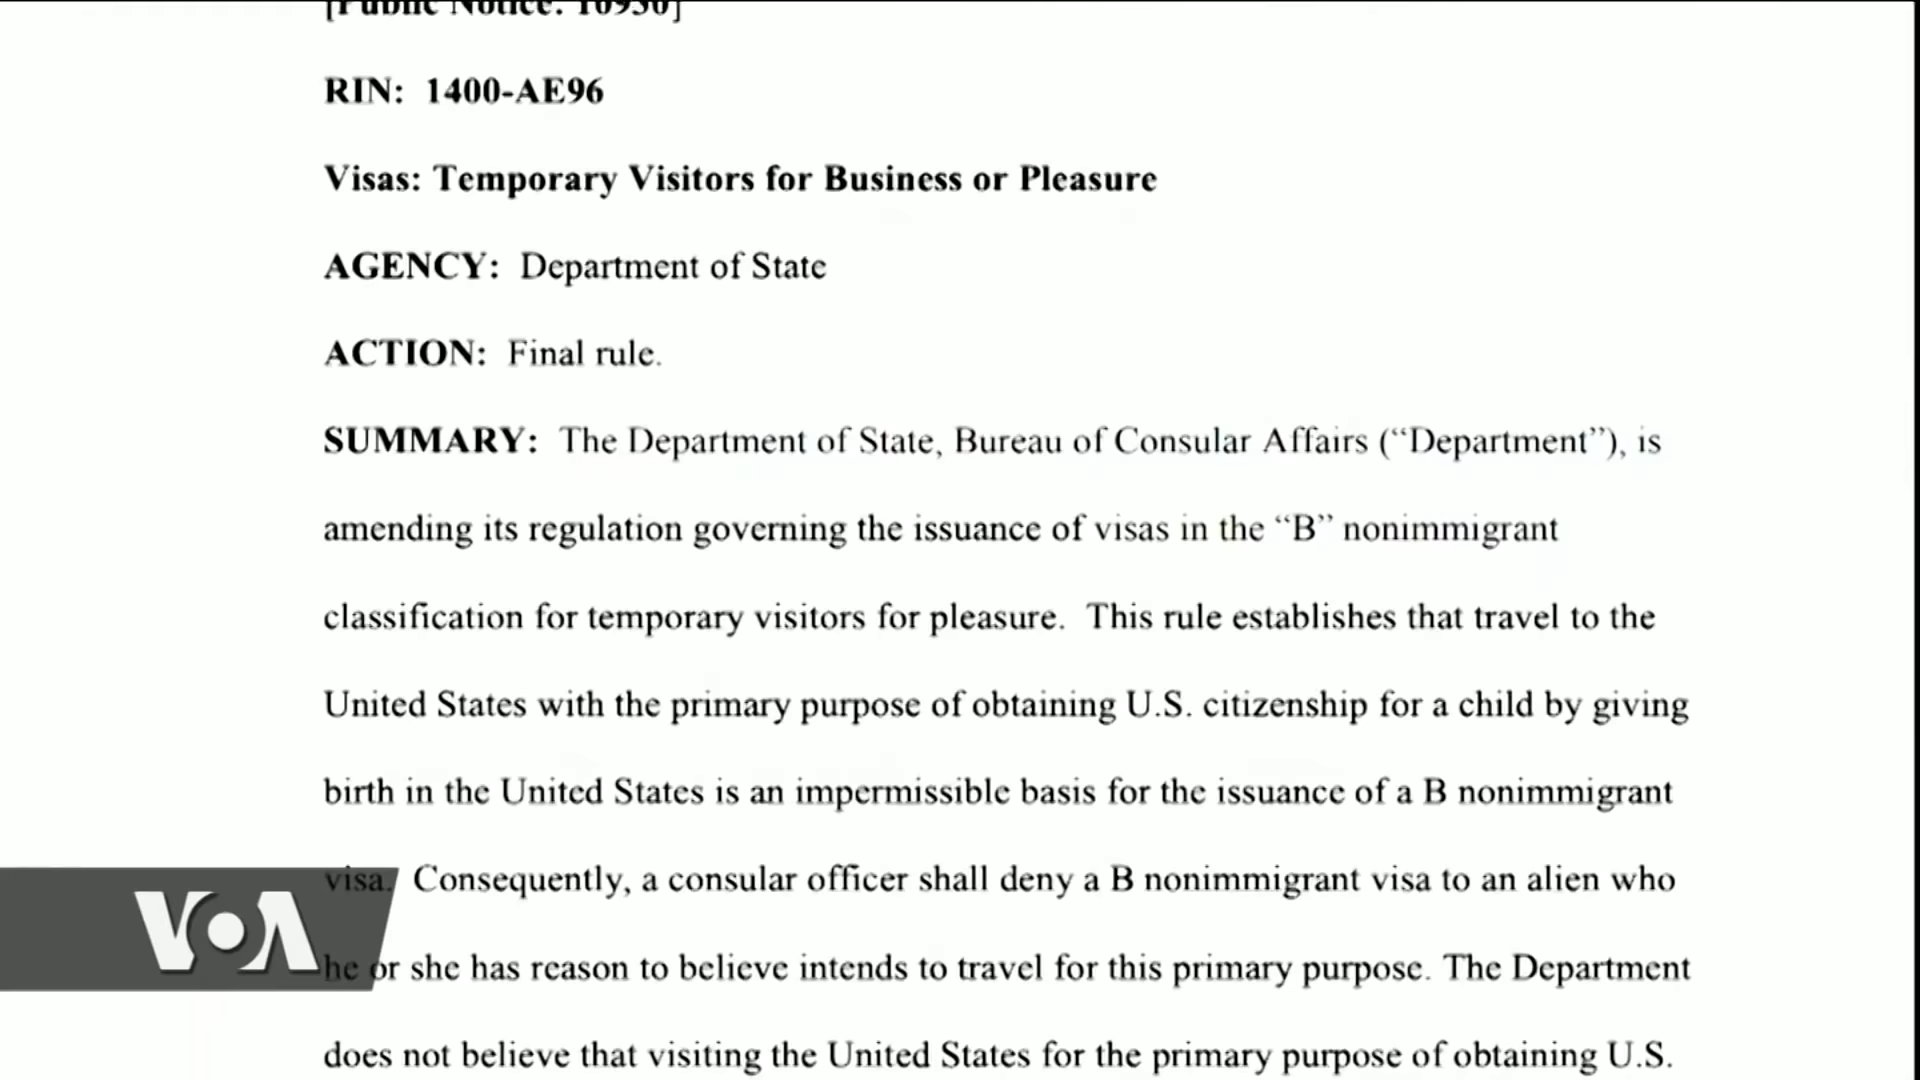 [Public Notice: 10930]
RIN: 1400-AE96
Visas: Temporary Visitors for Business or Pleasure
AGENCY: Department of State
ACTION: Final rule.
SUMMARY: The Department of State, Bureau of Consular Affairs (“Department”), is
amending its regulation governing the issuance of visas in the “B” nonimmigrant
classification for temporary visitors for pleasure. This rule establishes that travel to the
United States with the primary purpose of obtaining U.S. citizenship for a child by giving
birth in the United States is an impermissible basis for the issuance of a B nonimmigrant
visa. Consequently, a consular officer shall deny a B nonimmigrant visa to an alien who
he or she has reason to believe intends to travel for this primary purpose. The Department
does not believe that visiting the United States for the primary purpose of obtaining U.S.
VOA